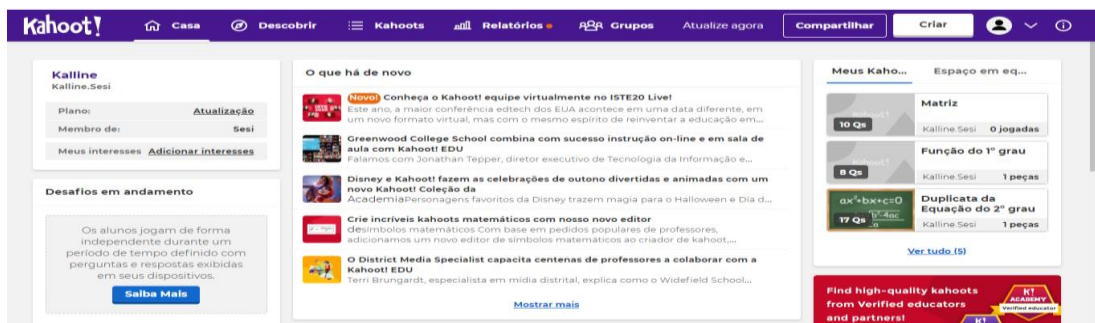 Kahoot! Casa Descobrir Kahoots Relatórios Grupos Atualize agora Compartilhar Criar
Kalline
Kalline.Sesi
Plano: Atualização
Membro de: Sesi
Meus interesses Adicionar interesses
Desafios em andamento
Os alunos jogam de forma
independente durante um
período de tempo definido com
perguntas e respostas exibidas
em seus dispositivos.
Saiba Mais
O que há de novo
Novo! Conheça o Kahoot! equipe virtualmente no ISTE20 Live!
Este ano, a maior conferência edtech dos EUA acontece em uma data diferente, em
um novo formato virtual, mas com o mesmo espírito de reinventar a educação em...
Greenwood College School combina com sucesso instrução on-line e em sala de
aula com Kahoot! EDU
Falamos com Jonathan Tepper, diretor executivo de Tecnologia da Informação e...
Disney e Kahoot! fazem as celebrações de outono divertidas e animadas com um
novo Kahoot! Coleção da
AcademiaPersonagens favoritos da Disney trazem magia para o Halloween e Dia d...
Crie incríveis kahoots matemáticos com nosso novo editor
desímbolos matemáticos Com base em pedidos populares de professores,
adicionamos um novo editor de símbolos matemáticos ao criador de kahoot,...
O District Media Specialist capacita centenas de professores a colaborar com a
Kahoot! EDU
Terri Brungardt, especialista em mídia distrital, explica como o Widefield School...
Mostrar mais
Meus Kaho... Espaço em eq...
Matriz
10 Qs
Kalline.Sesi 0 jogadas
Função do 1º grau
8 Qs
Kalline.Sesi 1 peças
ax²+bx+c=0
Duplicata da
Equação do 2º grau
17 Qs
Kalline.Sesi 1 peças
Ver tudo (5)
Find high-quality kahoots
from Verified educators
and partners!
K!
ACADEMY
Verified educator
K!